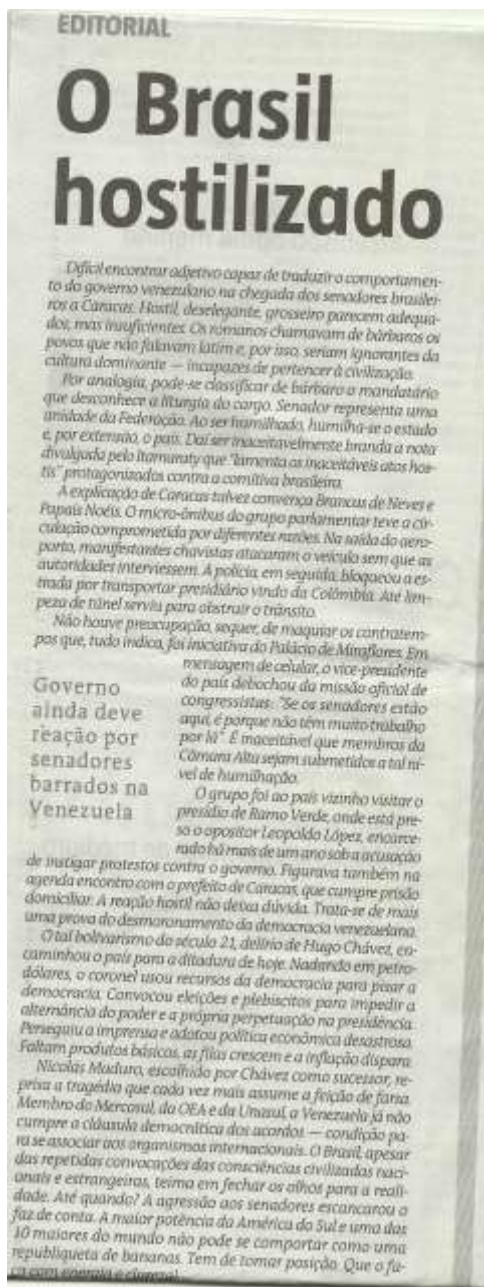 EDITORIAL
O Brasil
hostilizado
Difícil encontrar adjetivo capaz de traduzir o comportamen-
to do governo venezuelano na chegada dos senadores brasilei-
ros a Caracas. Hostil, deselegante, grosseiro parecem adequa-
dos, mas insuficientes. Os romanos chamavam de bárbaros os
povos que não falavam latim e, por isso, seriam ignorantes da
cultura dominante — incapazes de pertencer à civilização.
Por analogia, pode-se classificar de bárbaro o mandatário
que desconhece a liturgia do cargo. Senador representa uma
unidade da Federação. Ao ser humilhado, humilha-se o estado
e, por extensão, o país. Daí ser inaceitavelmente branda a nota
divulgada pelo Itamaraty que "lamenta os inaceitáveis atos hos-
tis" protagonizados contra a comitiva brasileira.
A explicação de Caracas talvez convença Brancas de Neves e
Papais Noéis. O micro-ônibus do grupo parlamentar teve a cir-
culação comprometida por diferentes razões. Na saída do aero-
porto, manifestantes chavistas atacaram o veículo sem que as
autoridades interviessem. A polícia, em seguida, bloqueou a es-
trada por transportar presidiário vindo da Colômbia. Até lim-
peza de túnel serviu para obstruir o trânsito.
Não houve preocupação, sequer, de maquiar os contratem-
pos que, tudo indica, foi iniciativa do Palácio de Miraflores. Em
mensagem de celular, o vice-presidente
do país debochou da missão oficial de
congressistas: "Se os senadores estão
aqui, é porque não têm muito trabalho
por lá". É inaceitável que membros da
Câmara Alta sejam submetidos a tal ní-
vel de humilhação.
Governo
ainda deve
reação por
senadores
barrados na
Venezuela
O grupo foi ao país vizinho visitar o
presídio de Ramo Verde, onde está pre-
so o opositor Leopoldo López, encarce-
rado há mais de um ano sob a acusação
de instigar protestos contra o governo. Figurava também na
agenda encontro com o prefeito de Caracas, que cumpre prisão
domiciliar. A reação hostil não deixa dúvida. Trata-se de mais
uma prova do desmoronamento da democracia venezuelana.
O tal bolivarismo do século 21, delírio de Hugo Chávez, en-
caminhou o país para a ditadura de hoje. Nadando em petro-
dólares, o coronel usou recursos da democracia para pisar a
democracia. Convocou eleições e plebiscitos para impedir a
alternância do poder e a própria perpetuação na presidência.
Perseguiu a imprensa e adotou política econômica desastrosa.
Faltam produtos básicos, as filas crescem e a inflação dispara.
Nicolas Maduro, escolhido por Chávez como sucessor, re-
prisa a tragédia que cada vez mais assume a feição de farsa.
Membro do Mercosul, da OEA e da Unasul, a Venezuela já não
cumpre a cláusula democrática dos acordos — condição pa-
ra se associar aos organismos internacionais. O Brasil, apesar
das repetidas convocações das consciências civilizadas naci-
onais e estrangeiras, teima em fechar os olhos para a reali-
dade. Até quando? A agressão aos senadores escancarou o
faz de conta. A maior potência da América do Sul e uma das
10 maiores do mundo não pode se comportar como uma
republiqueta de bananas. Tem de tomar posição. Que o fa-
ça com energia e